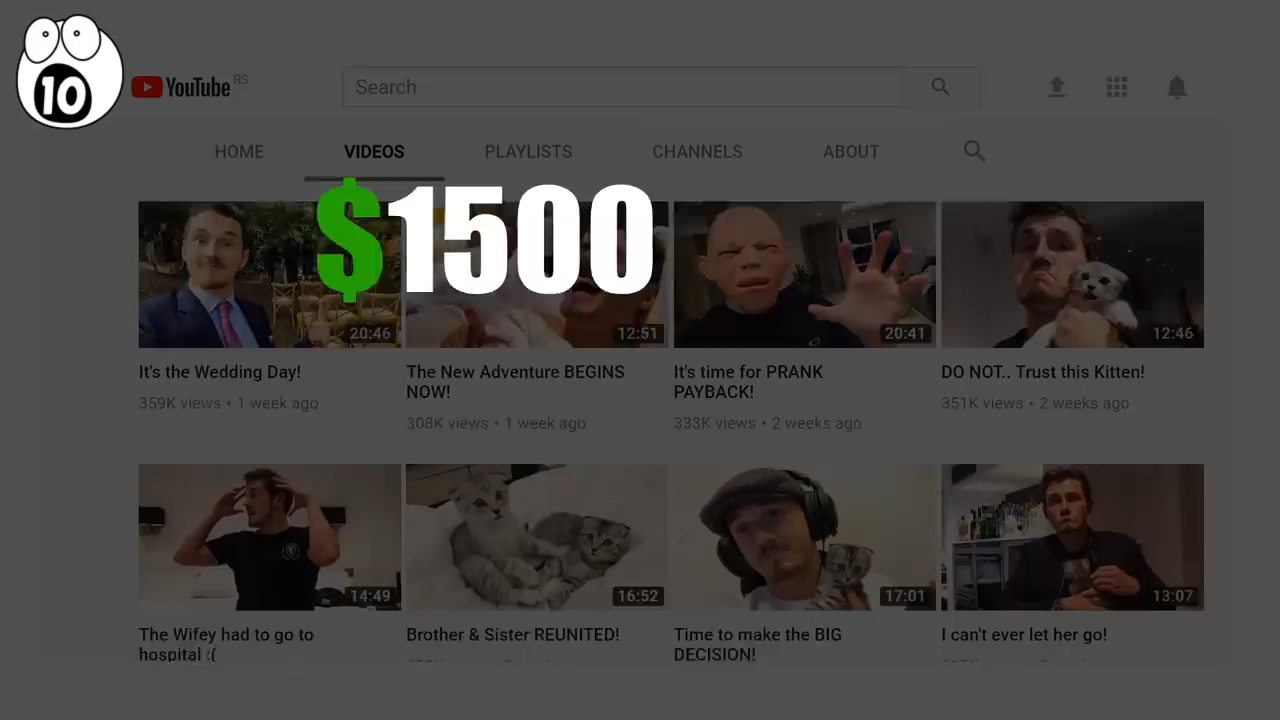 10
YouTube RS
Search
HOME VIDEOS PLAYLISTS CHANNELS ABOUT
$1500
20:46 12:51 20:41 12:46
It's the Wedding Day! The New Adventure BEGINS It's time for PRANK DO NOT.. Trust this Kitten!
NOW! PAYBACK!
359K views • 1 week ago 351K views • 2 weeks ago
308K views • 1 week ago 333K views • 2 weeks ago
14:49 16:52 17:01 13:07
The Wifey had to go to Brother & Sister REUNITED! Time to make the BIG I can't ever let her go!
hospital :( DECISION!